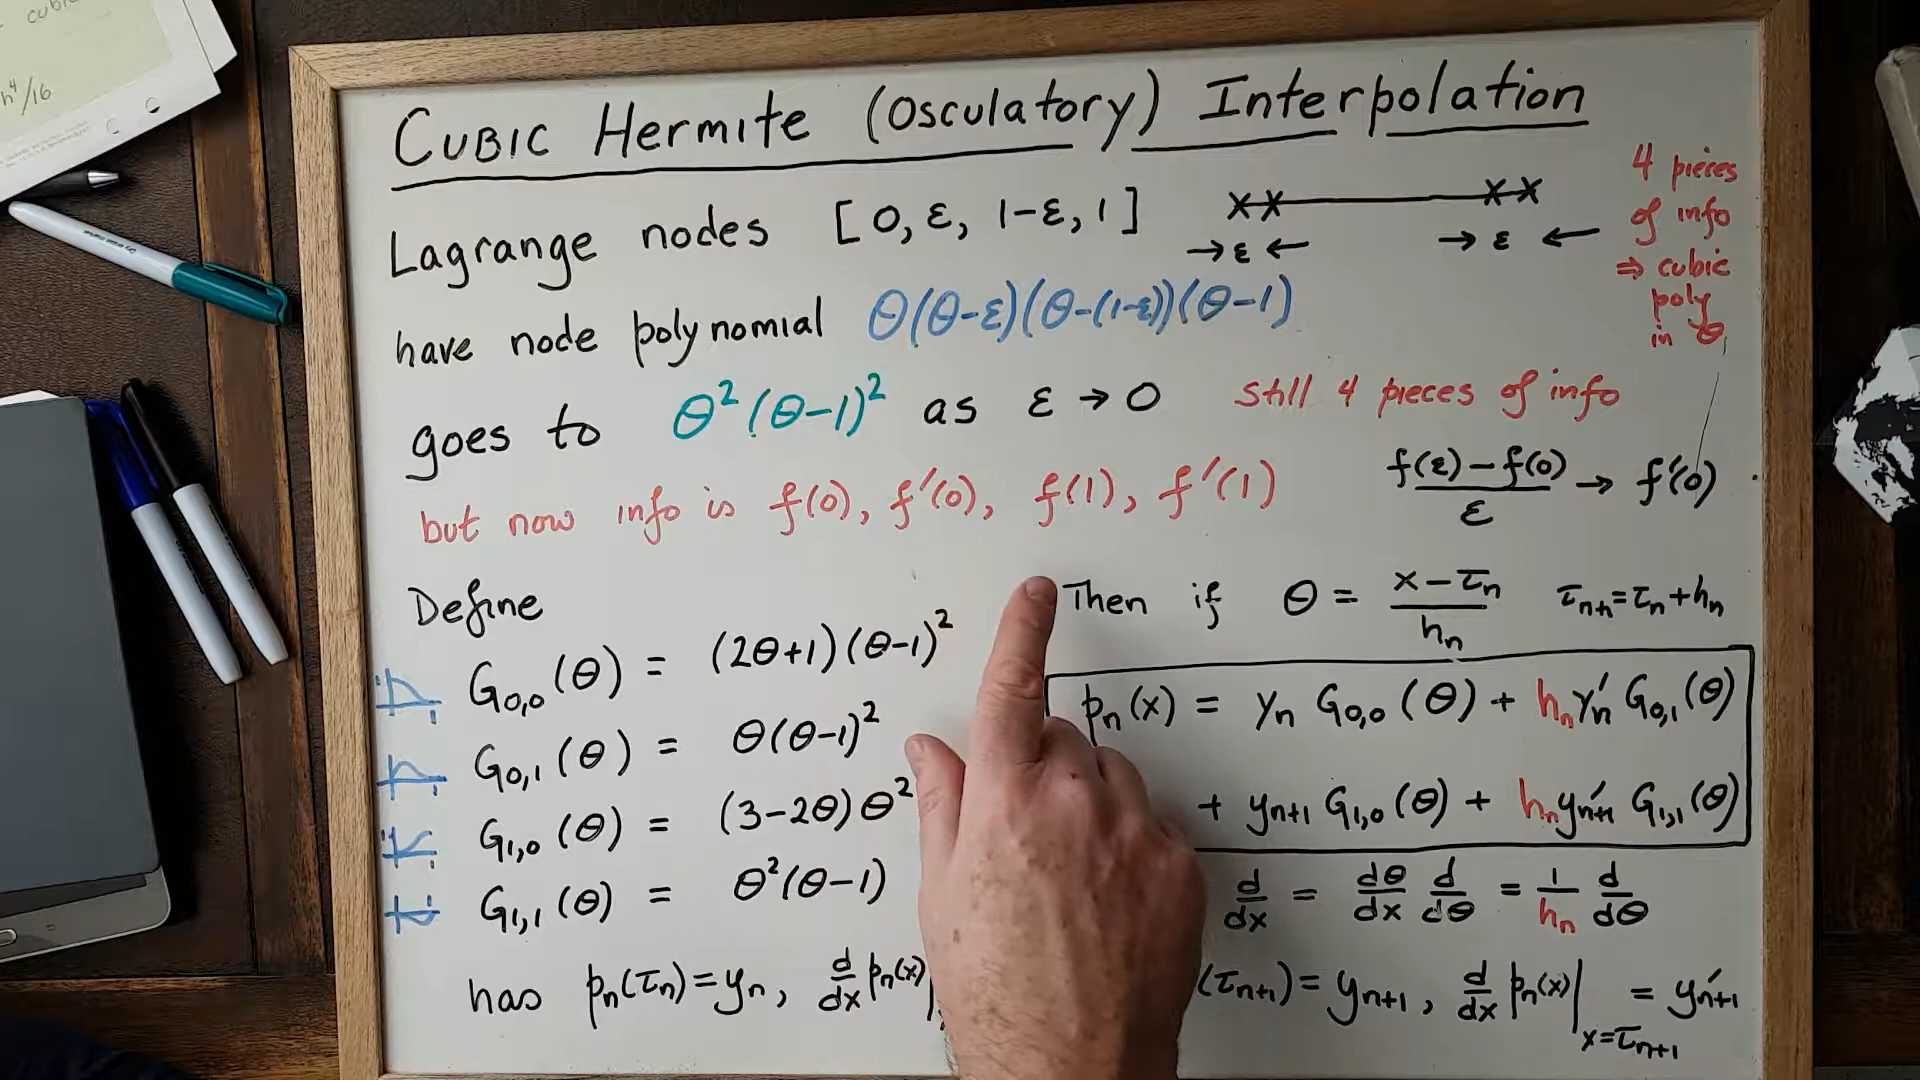 cubic
h⁴/16
CUBIC Hermite (Osculatory) Interpolation
Lagrange nodes [0, ε, 1-ε, 1]
→ ε ←
→ ε ←
4 pieces
of info
⇒ cubic
poly
in θ
have node polynomial θ(θ-ε)(θ-(1-ε))(θ-1)
goes to θ²(θ-1)² as ε → 0
still 4 pieces of info
but now info is f(0), f'(0), f(1), f'(1)
f(ε)-f(0)/ε → f'(0)
Define
G₀,₀(θ) = (2θ+1)(θ-1)²
G₀,₁(θ) = θ(θ-1)²
G₁,₀(θ) = (3-2θ)θ²
G₁,₁(θ) = θ²(θ-1)
Then if θ = x-τₙ/hₙ τₙ₊₁=τₙ+hₙ
pₙ(x) = yₙ G₀,₀(θ) + hₙyₙ' G₀,₁(θ)
+ yₙ₊₁ G₁,₀(θ) + hₙy'ₙ₊₁ G₁,₁(θ)
d/dx = dθ/dx d/dθ = 1/hₙ d/dθ
has pₙ(τₙ)=yₙ, d/dx pₙ(x)| (τₙ₊₁)=yₙ₊₁, d/dx pₙ(x)|x=τₙ₊₁ = y'ₙ₊₁